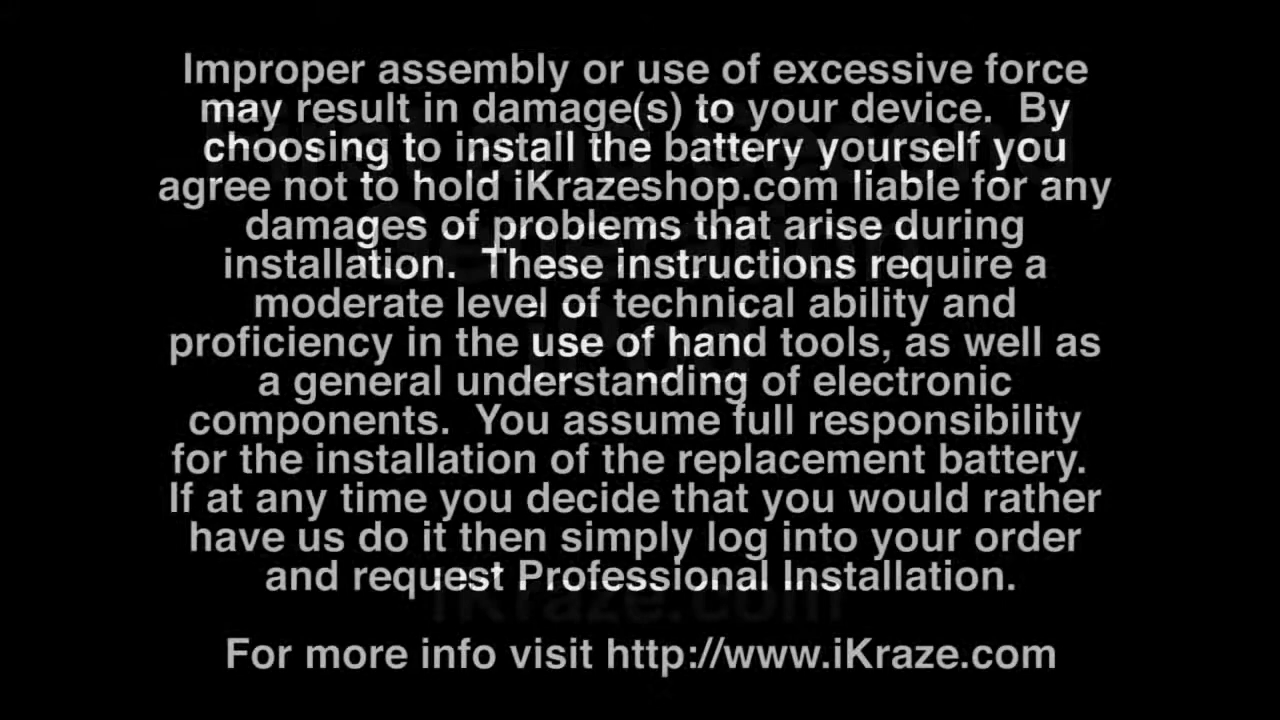 Improper assembly or use of excessive force
may result in damage(s) to your device.  By
choosing to install the battery yourself you
agree not to hold iKrazeshop.com liable for any
damages of problems that arise during
installation.  These instructions require a
moderate level of technical ability and
proficiency in the use of hand tools, as well as
a general understanding of electronic
components.  You assume full responsibility
for the installation of the replacement battery.
If at any time you decide that you would rather
have us do it then simply log into your order
and request Professional Installation.
iKraze.com
For more info visit http://www.iKraze.com